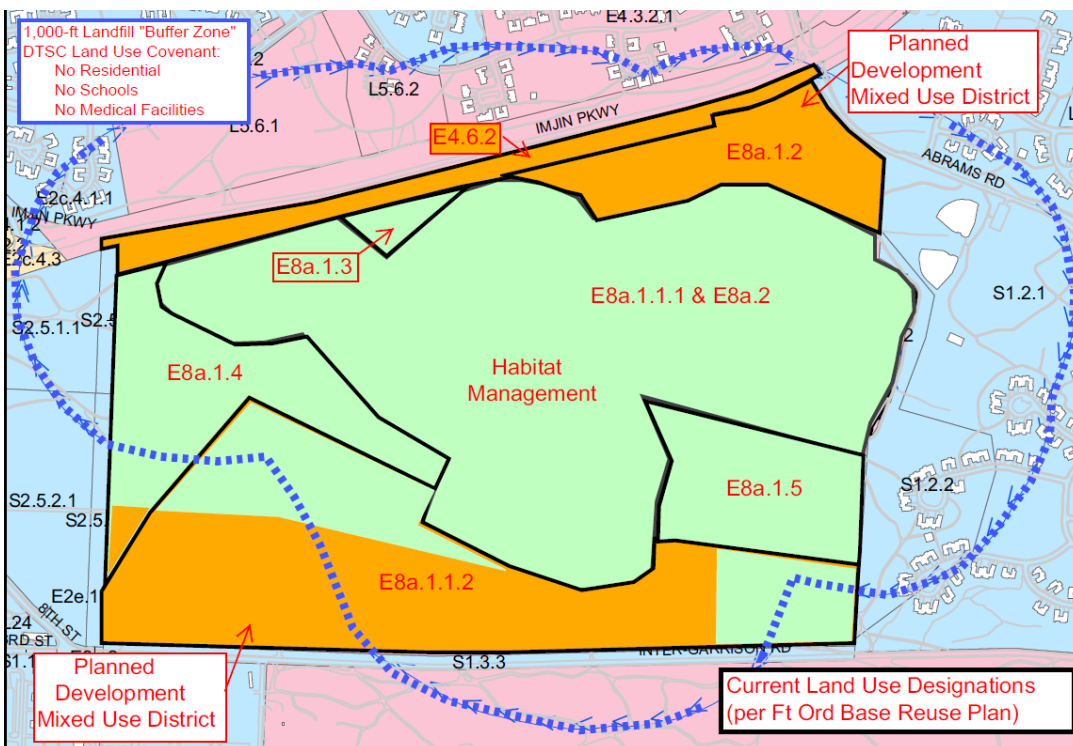 1,000-ft Landfill "Buffer Zone"
DTSC Land Use Covenant:
No Residential
No Schools
No Medical Facilities
E4.3.2.1
Planned
Development
Mixed Use District
L5.6.2
L5.6.1
IMJIN PKWY
E4.6.2
E8a.1.2
ABRAMS RD
E2c.4.1.1
IMJIN PKWY
E2c.4.3
E8a.1.3
E8a.1.1.1 & E8a.2
S1.2.1
S2.5.1.1
E8a.1.4
Habitat
Management
S1.2.2
E8a.1.5
S2.5.2.1
E8a.1.1.2
E2e.1
8TH ST
3RD ST
S1.3.3
INTER-GARRISON RD
Planned
Development
Mixed Use District
Current Land Use Designations
(per Ft Ord Base Reuse Plan)